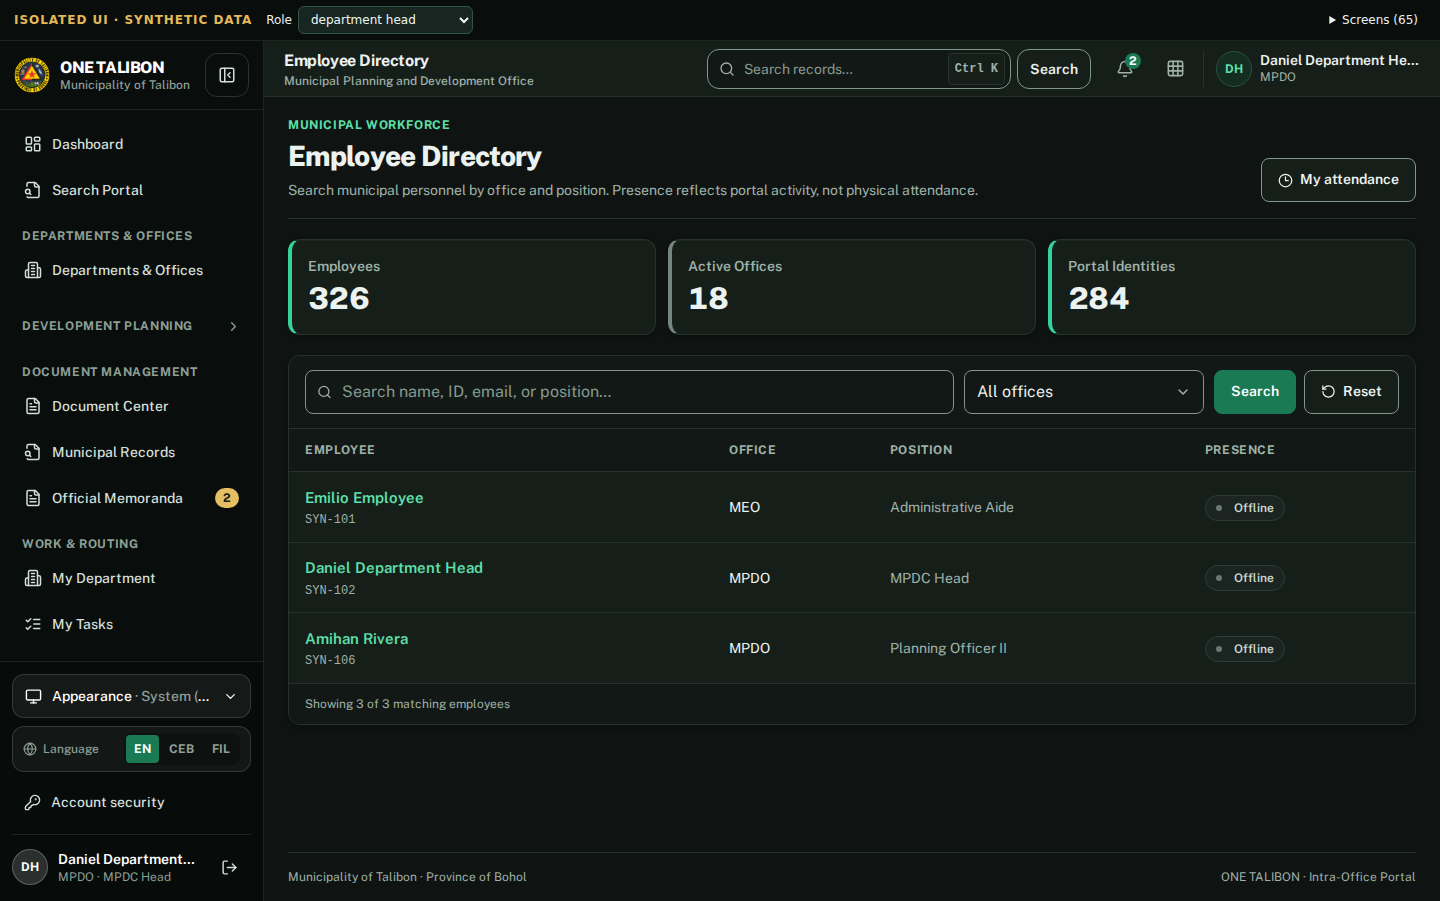 ISOLATED UI · SYNTHETIC DATA Role department head Screens (65)
ONE TALIBON
Municipality of Talibon
Employee Directory
Municipal Planning and Development Office
Search records... Ctrl K Search
2
DH Daniel Department He...
MPDO
Dashboard
Search Portal
DEPARTMENTS & OFFICES
Departments & Offices
DEVELOPMENT PLANNING
DOCUMENT MANAGEMENT
Document Center
Municipal Records
Official Memoranda 2
WORK & ROUTING
My Department
My Tasks
Appearance · System (...
Language EN CEB FIL
Account security
DH Daniel Department...
MPDO · MPDC Head
MUNICIPAL WORKFORCE
Employee Directory
Search municipal personnel by office and position. Presence reflects portal activity, not physical attendance.
My attendance
Employees
326
Active Offices
18
Portal Identities
284
Search name, ID, email, or position... All offices Search Reset
EMPLOYEE OFFICE POSITION PRESENCE
Emilio Employee
SYN-101
MEO Administrative Aide Offline
Daniel Department Head
SYN-102
MPDO MPDC Head Offline
Amihan Rivera
SYN-106
MPDO Planning Officer II Offline
Showing 3 of 3 matching employees
Municipality of Talibon · Province of Bohol ONE TALIBON · Intra-Office Portal